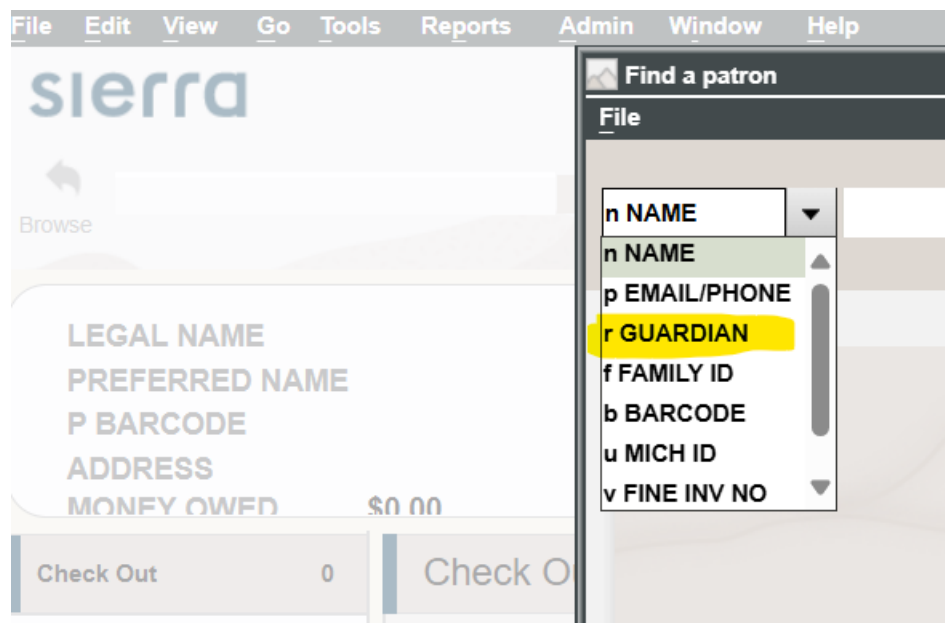 File Edit View Go Tools Reports Admin Window Help
sierra
Browse
LEGAL NAME
PREFERRED NAME
P BARCODE
ADDRESS
MONEY OWED $0.00
Check Out 0
Check O
Find a patron
File
n NAME
n NAME
p EMAIL/PHONE
r GUARDIAN
f FAMILY ID
b BARCODE
u MICH ID
v FINE INV NO